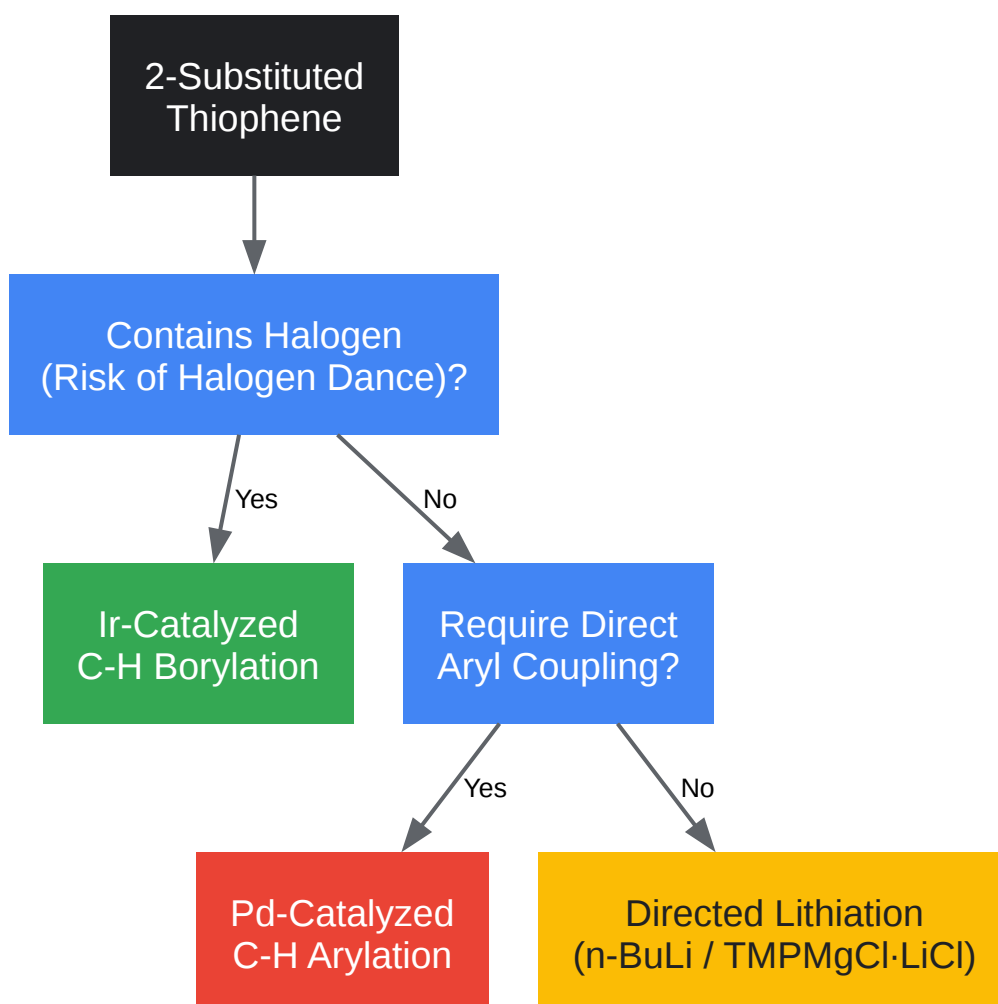 2-Substituted
Thiophene
Contains Halogen
(Risk of Halogen Dance)?
Yes
No
Ir-Catalyzed
C-H Borylation
Require Direct
Aryl Coupling?
Yes
No
Pd-Catalyzed
C-H Arylation
Directed Lithiation
(n-BuLi / TMPMgCl·LiCl)